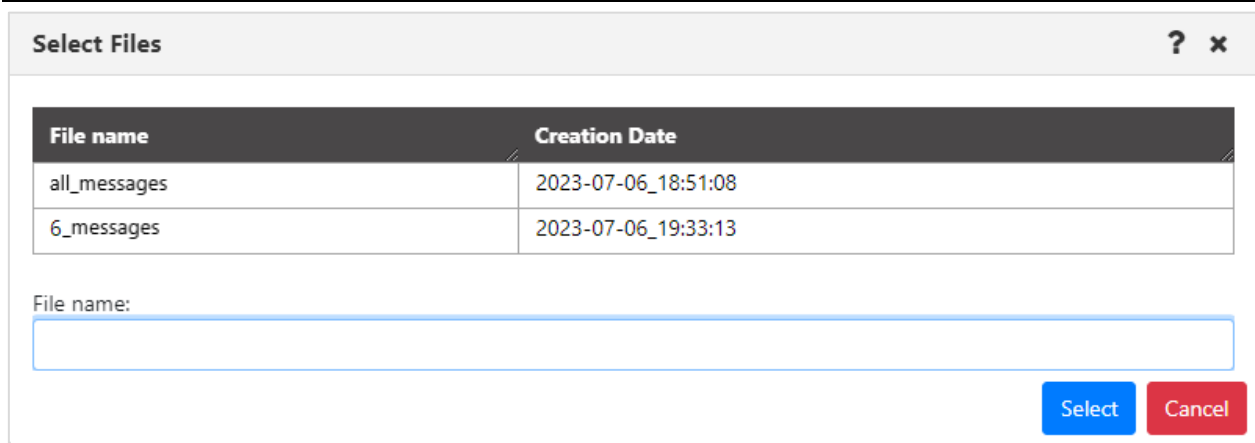 Select Files ? ×
File name Creation Date
all_messages 2023-07-06_18:51:08
6_messages 2023-07-06_19:33:13
File name:
Select Cancel